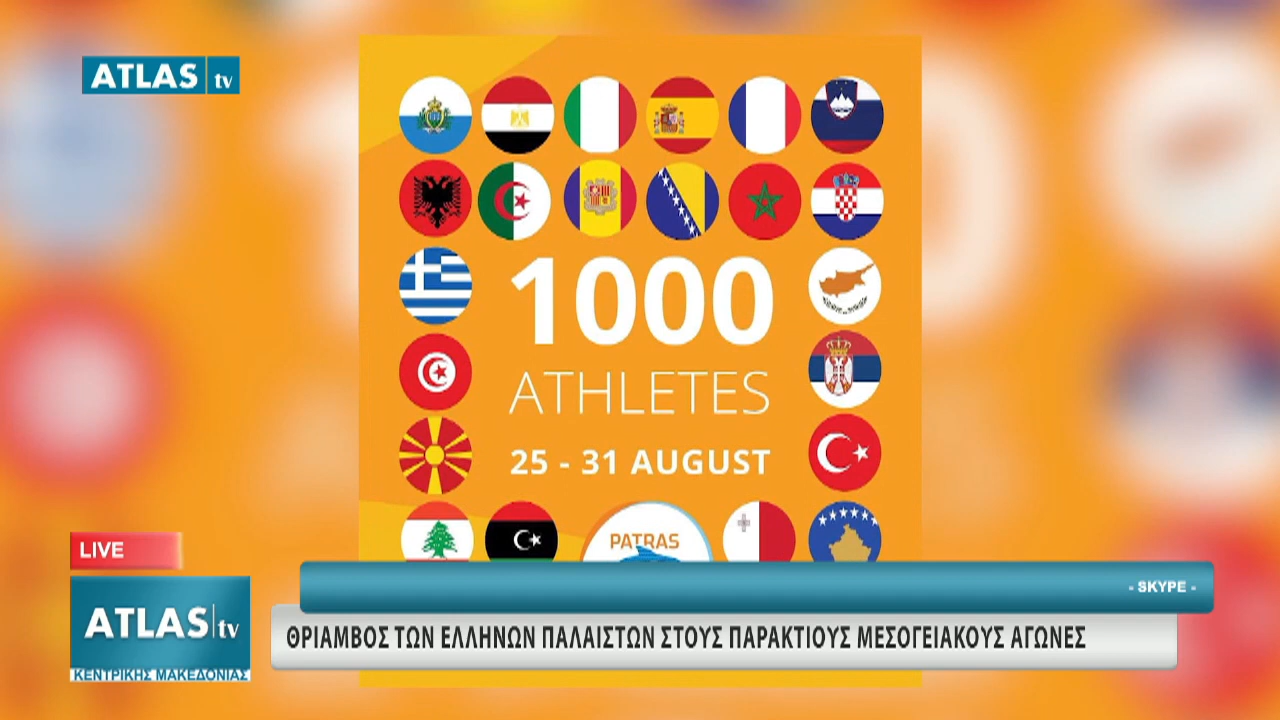 ATLAS tv
1000
ATHLETES
25 - 31 AUGUST
PATRAS
LIVE
- SKYPE -
ATLAS tv
ΘΡΙΑΜΒΟΣ ΤΩΝ ΕΛΛΗΝΩΝ ΠΑΛΑΙΣΤΩΝ ΣΤΟΥΣ ΠΑΡΑΚΤΙΟΥΣ ΜΕΣΟΓΕΙΑΚΟΥΣ ΑΓΩΝΕΣ
ΚΕΝΤΡΙΚΗΣ ΜΑΚΕΔΟΝΙΑΣ